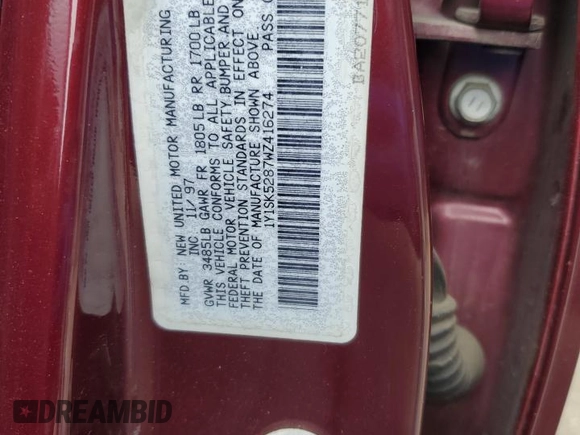 MFD BY: NEW UNITED MOTOR MANUFACTURING
INC 11/97
GVWR 3485LB GAWR FR 1805LB RR 1700LB
THIS VEHICLE CONFORMS TO ALL APPLICABLE
FEDERAL MOTOR VEHICLE SAFETY, BUMPER AND
THEFT PREVENTION STANDARDS IN EFFECT ON
THE DATE OF MANUFACTURE SHOWN ABOVE.
1Y1SK5287WZ416274 PASS
BA20771
DREAMBID